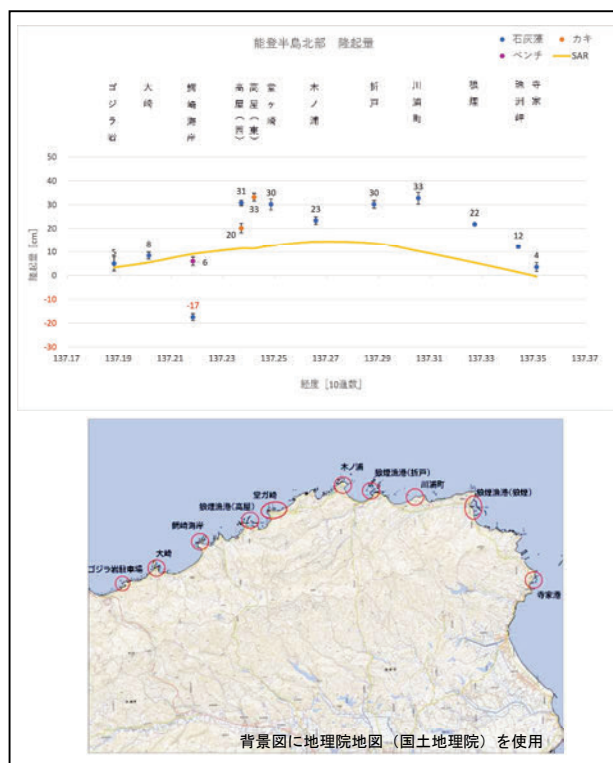 能登半島北部 隆起量
石灰藻 カキ
ベンチ SAR
ゴジラ岩
大崎
鰐崎海岸
高屋(西)
高屋(東)
堂ヶ崎
木ノ浦
折戸
川浦町
狼煙
珠洲岬
寺家
50
40
30
20
10
0
-10
-20
-30
隆起量 [cm]
5
8
-17
6
31
20
33
30
23
30
33
22
12
4
137.17 137.19 137.21 137.23 137.25 137.27 137.29 137.31 137.33 137.35 137.37
経度 [10進数]
木ノ浦
狼煙漁港(折戸)
川浦町
狼煙漁港(狼煙)
堂ガ崎
狼煙漁港(高屋)
鰐崎海岸
大崎
ゴジラ岩駐車場
寺家港
背景図に地理院地図(国土地理院)を使用